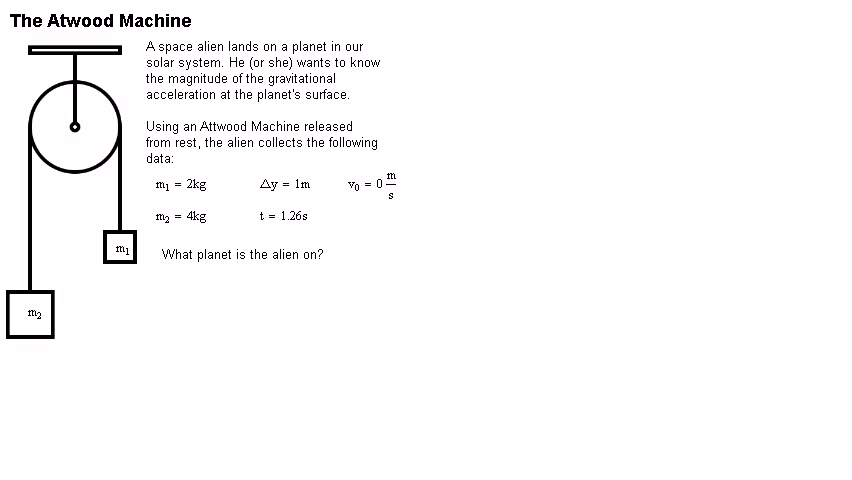 The Atwood Machine
A space alien lands on a planet in our
solar system. He (or she) wants to know
the magnitude of the gravitational
acceleration at the planet's surface.
Using an Attwood Machine released
from rest, the alien collects the following
data:
m₁ = 2kg Δy = 1m v₀ = 0 m/s
m₂ = 4kg t = 1.26s
m₁ What planet is the alien on?
m₂